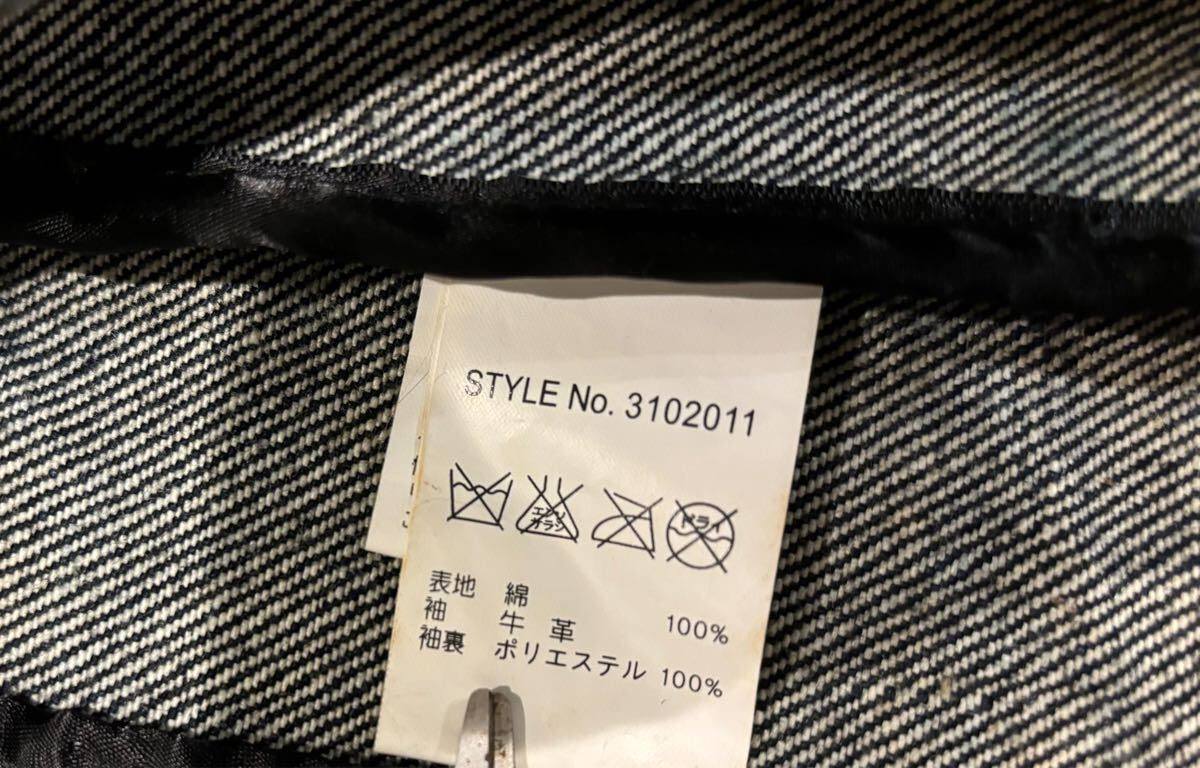 STYLE No. 3102011
エンソ
オサラシ
ドライ
表地 綿 100%
袖 牛革
袖裏 ポリエステル 100%